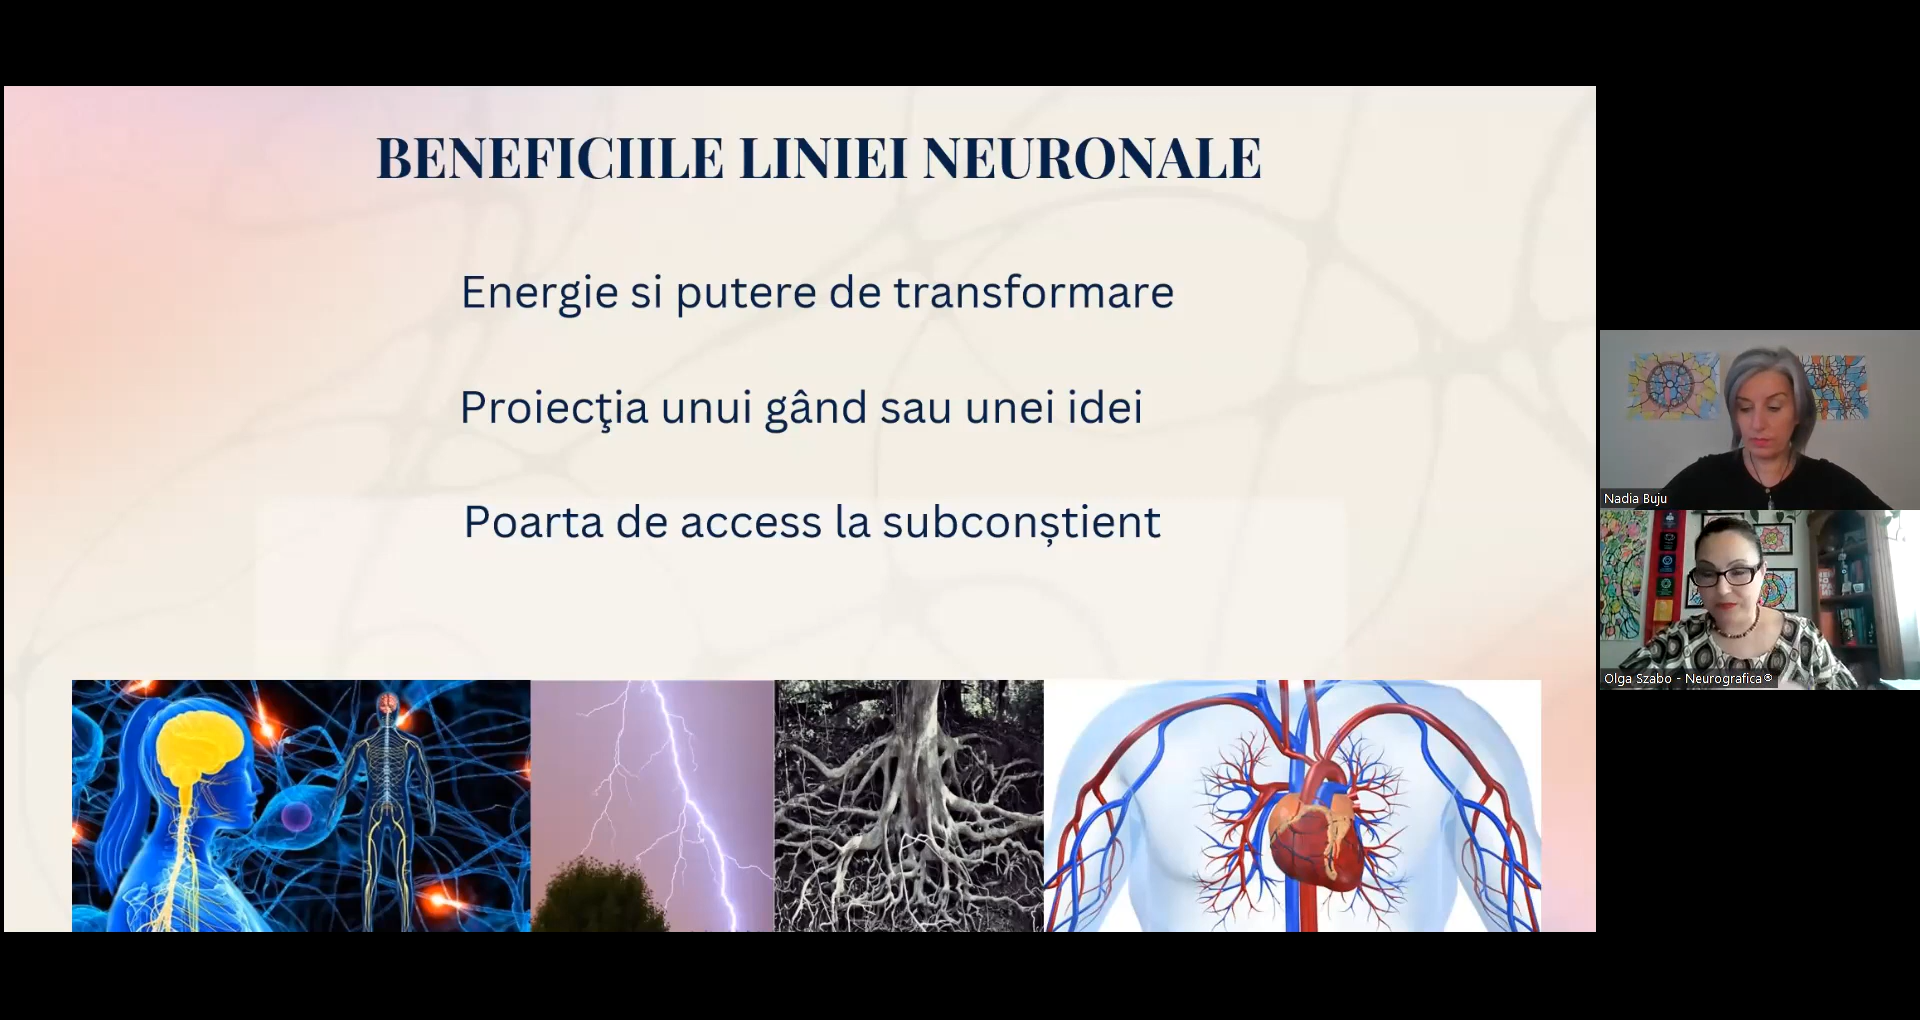 BENEFICIILE LINIEI NEURONALE
Energie si putere de transformare
Proiecţia unui gând sau unei idei
Poarta de access la subconștient
Nadia Buju
Olga Szabo - Neurografica®